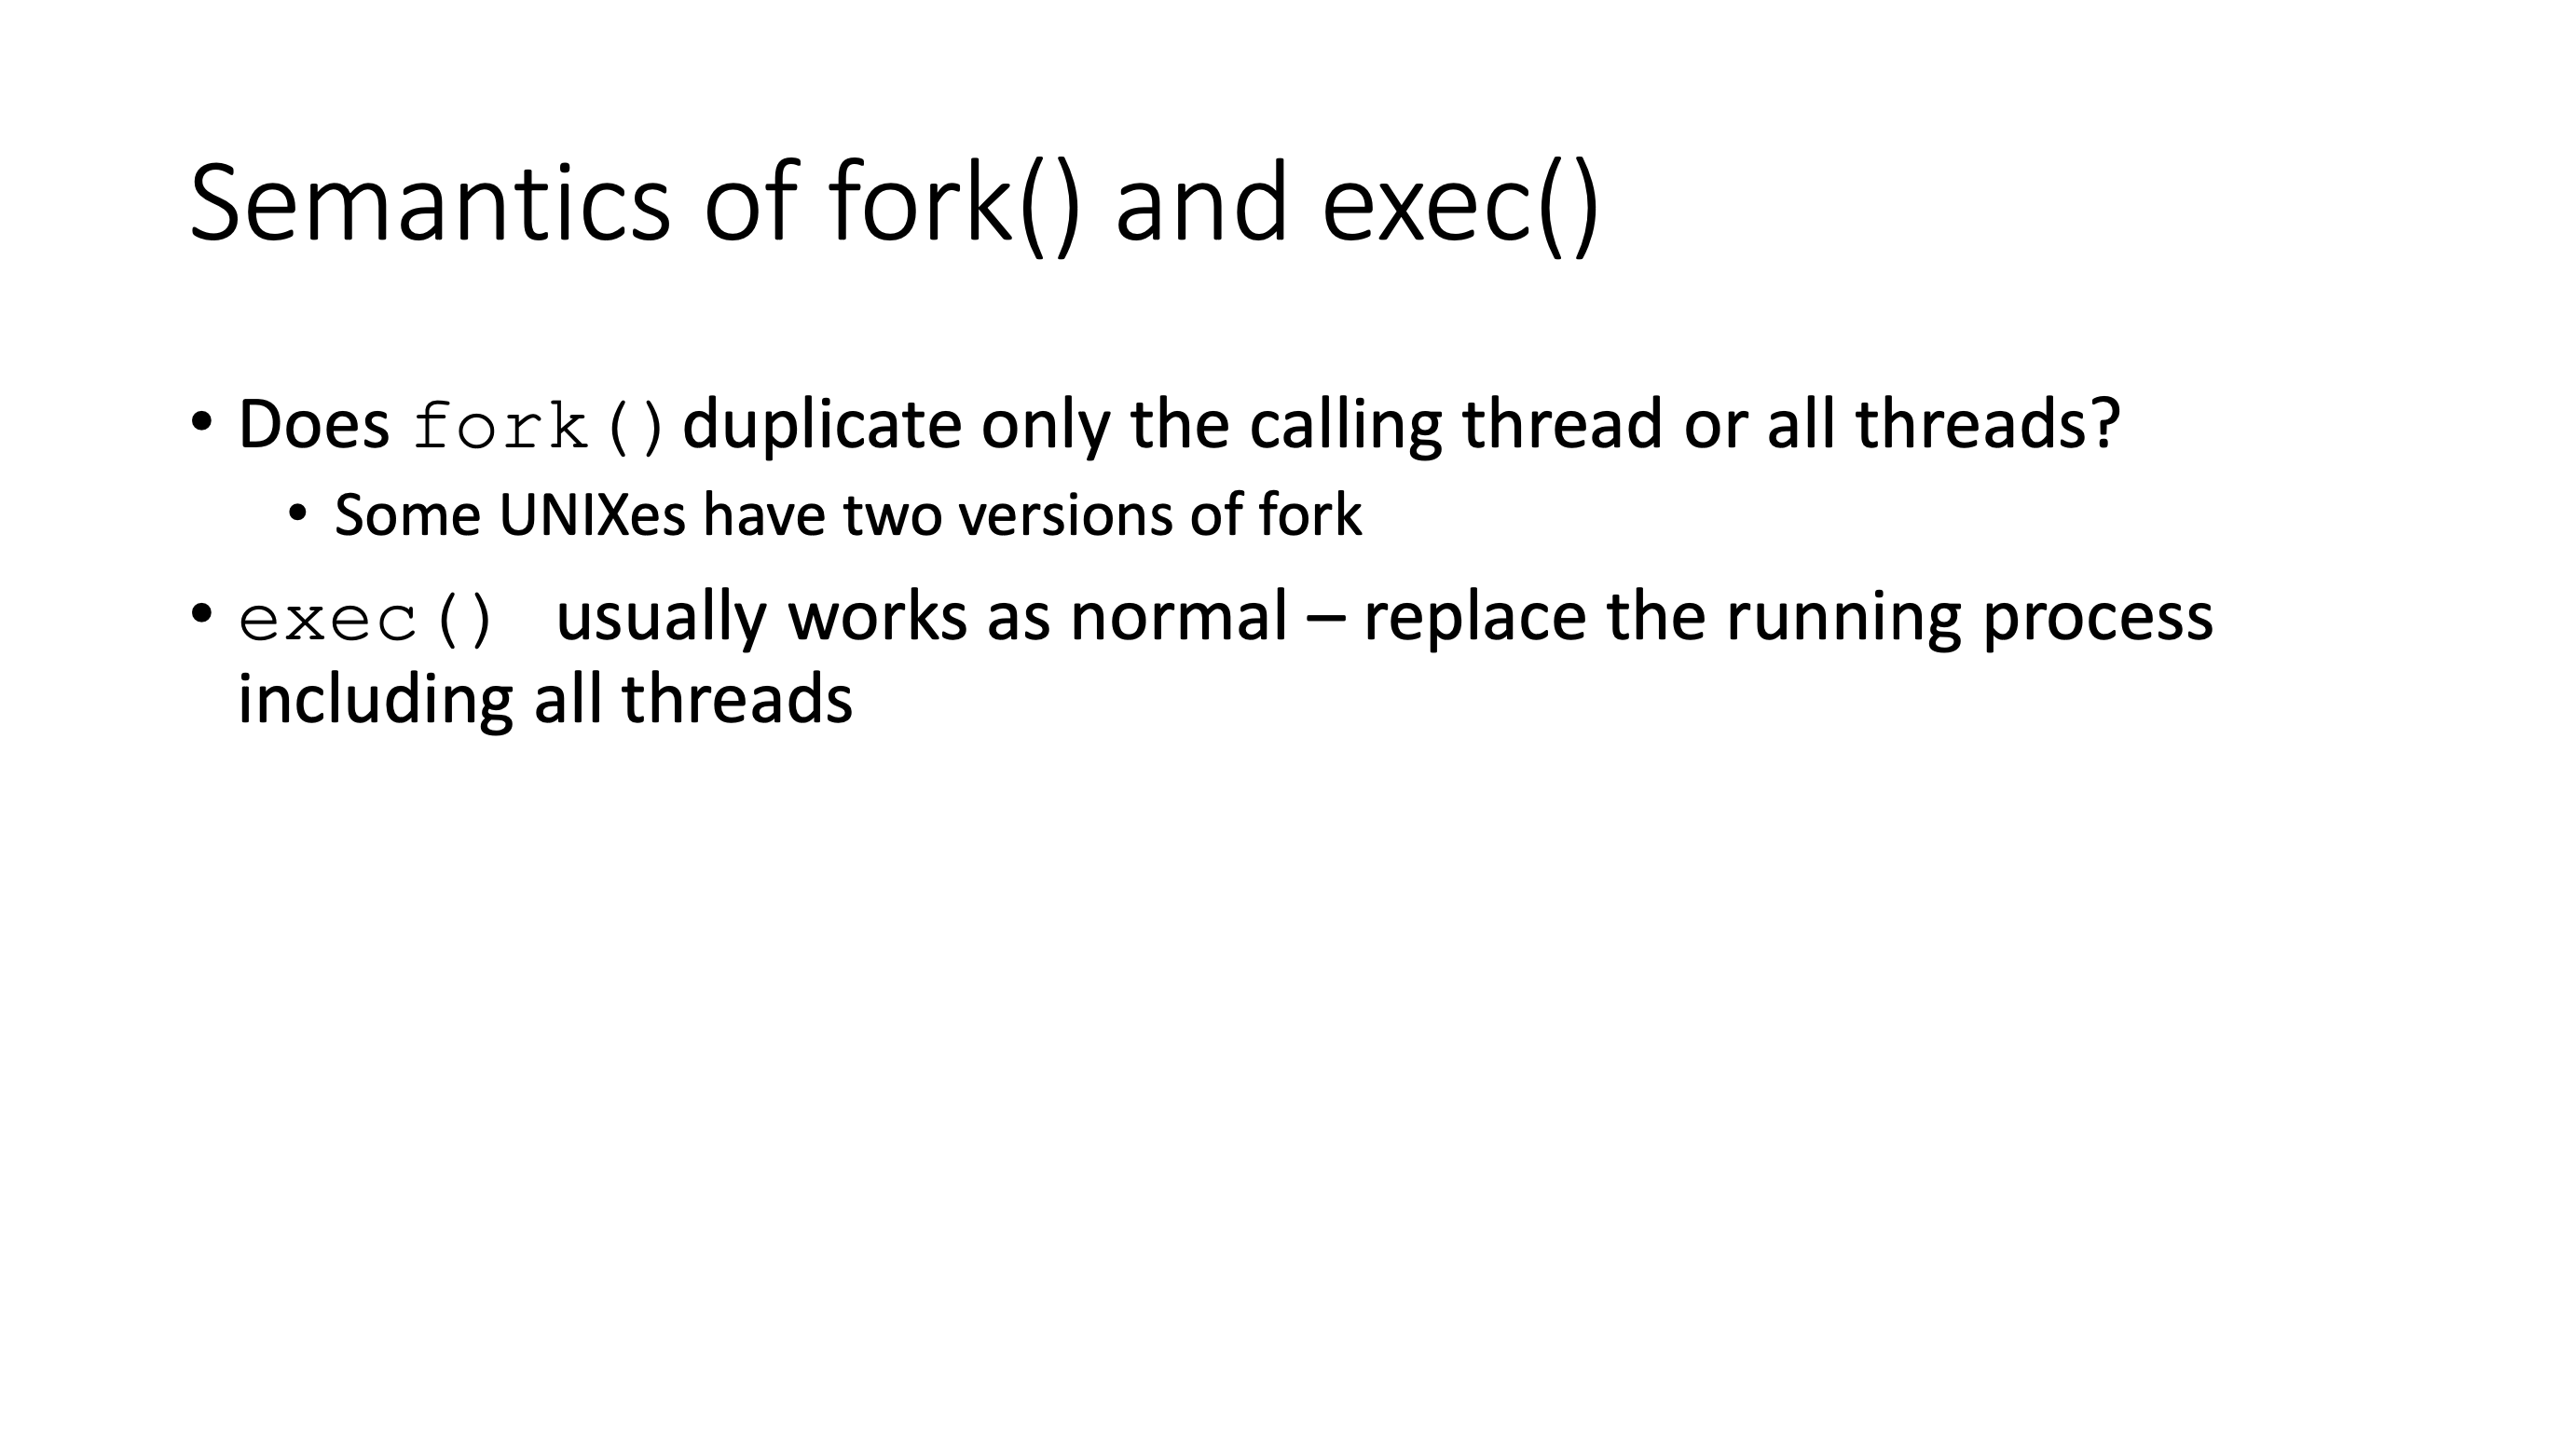 Semantics of fork() and exec()
• Does fork() duplicate only the calling thread or all threads?
• Some UNIXes have two versions of fork
• exec() usually works as normal – replace the running process
including all threads